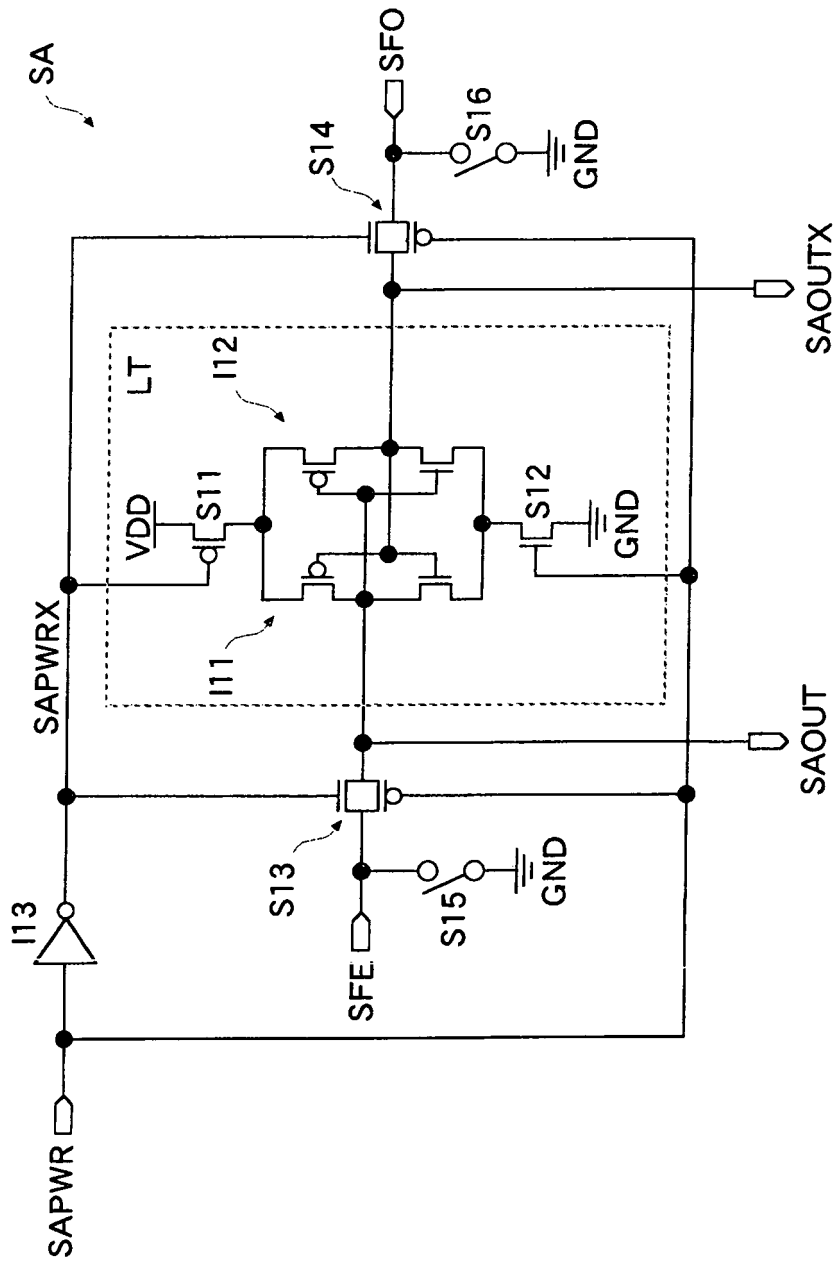 SA
SAPWR
I13
SAPWRX
SFE
S13
S15
GND
SAOUT
LT
VDD
S11
I11
I12
S12
GND
S14
SFO
S16
GND
SAOUTX